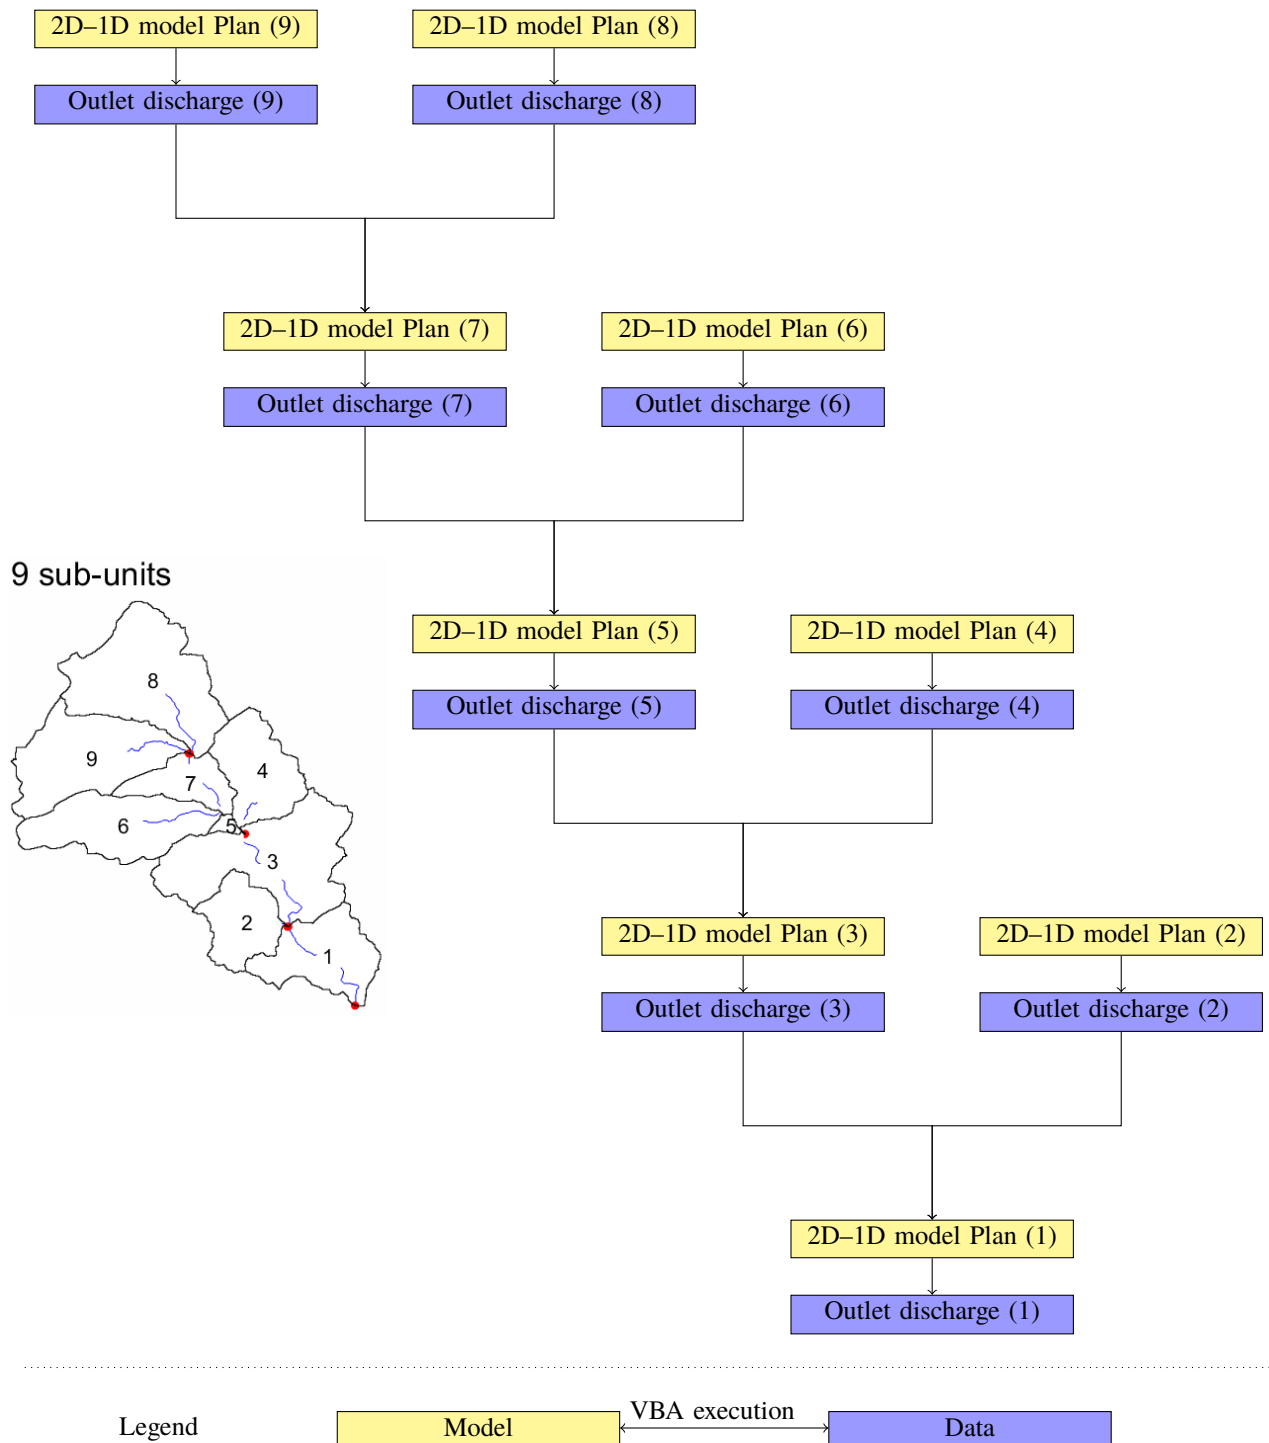 2D–1D model Plan (9)
2D–1D model Plan (8)
Outlet discharge (9)
Outlet discharge (8)
2D–1D model Plan (7)
2D–1D model Plan (6)
Outlet discharge (7)
Outlet discharge (6)
9 sub-units
2D–1D model Plan (5)
2D–1D model Plan (4)
Outlet discharge (5)
Outlet discharge (4)
8
9
4
7
6
5
3
2
1
2D–1D model Plan (3)
2D–1D model Plan (2)
Outlet discharge (3)
Outlet discharge (2)
2D–1D model Plan (1)
Outlet discharge (1)
Legend
Model
VBA execution
Data